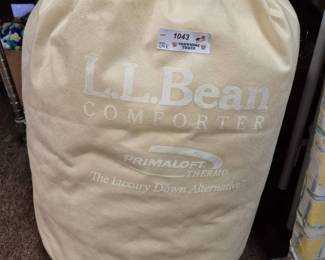 1043
L.L.Bean
COMFORTER
PRIMALOFT
THERMO
The Luxury Down Alternative